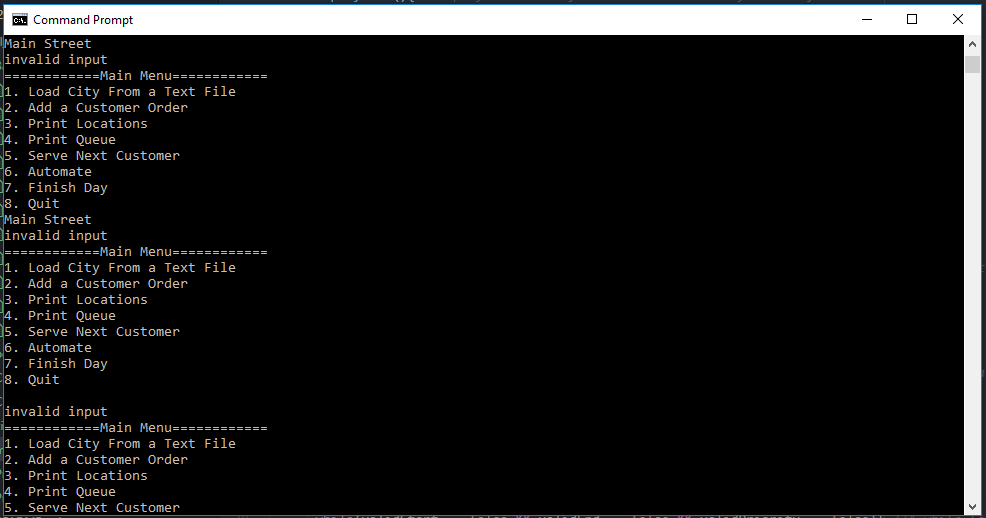 Command Prompt
Main Street
invalid input
============Main Menu============
1. Load City From a Text File
2. Add a Customer Order
3. Print Locations
4. Print Queue
5. Serve Next Customer
6. Automate
7. Finish Day
8. Quit
Main Street
invalid input
============Main Menu============
1. Load City From a Text File
2. Add a Customer Order
3. Print Locations
4. Print Queue
5. Serve Next Customer
6. Automate
7. Finish Day
8. Quit
invalid input
============Main Menu============
1. Load City From a Text File
2. Add a Customer Order
3. Print Locations
4. Print Queue
5. Serve Next Customer